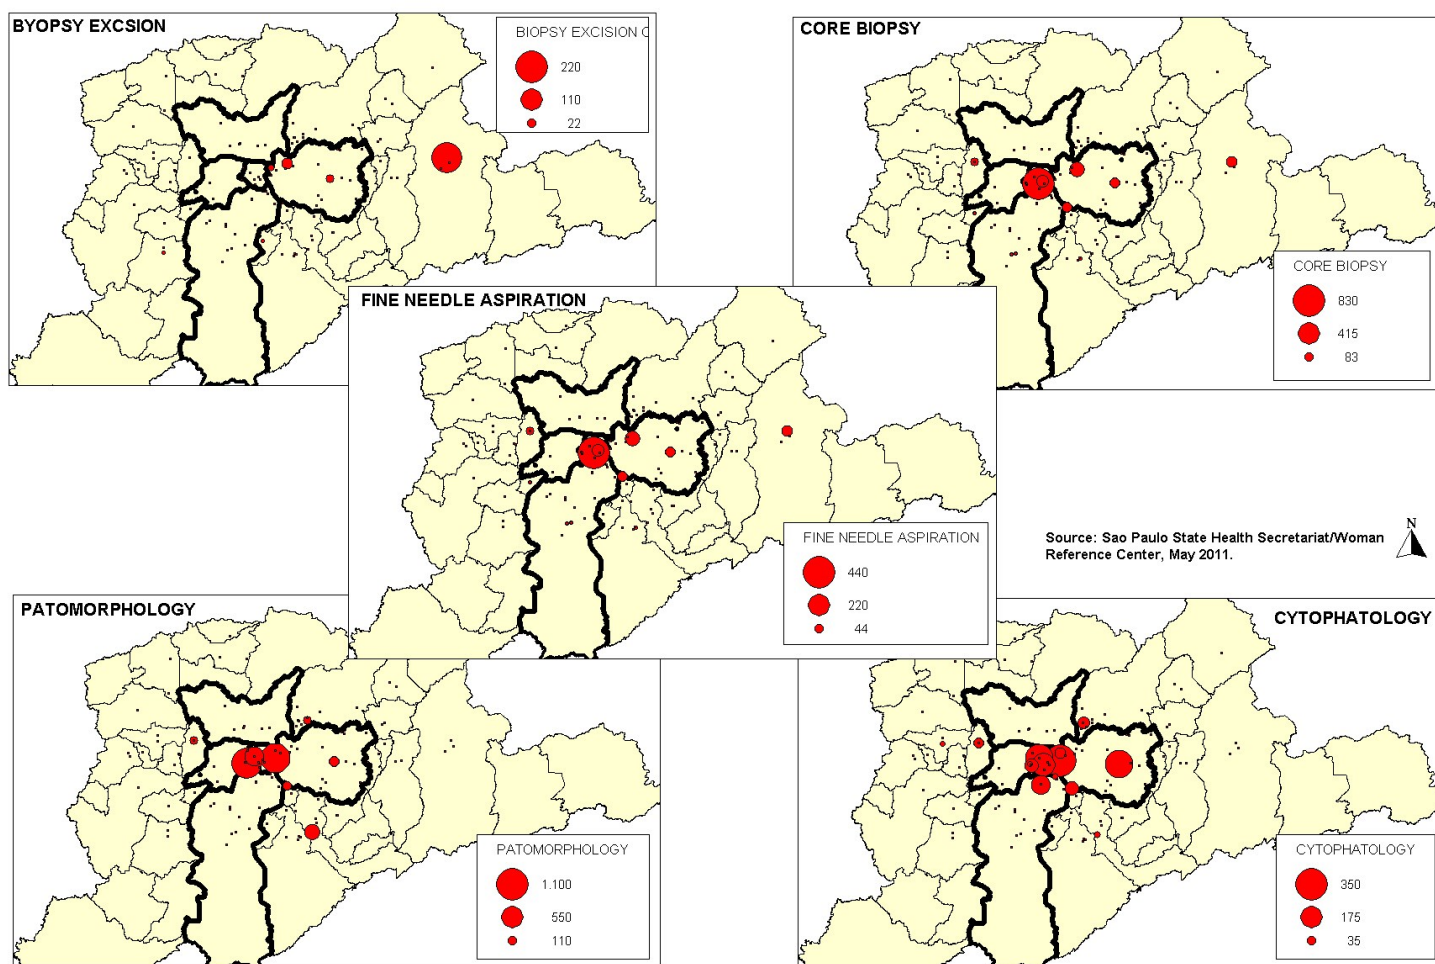 BYOPSY EXCSION
BIOPSY EXCISION C
220
110
22
CORE BIOPSY
CORE BIOPSY
830
415
83
FINE NEEDLE ASPIRATION
FINE NEEDLE ASPIRATION
440
220
44
Source: Sao Paulo State Health Secretariat/Woman
Reference Center, May 2011.
N
PATOMORPHOLOGY
PATOMORPHOLOGY
1.100
550
110
CYTOPHATOLOGY
CYTOPHATOLOGY
350
175
35